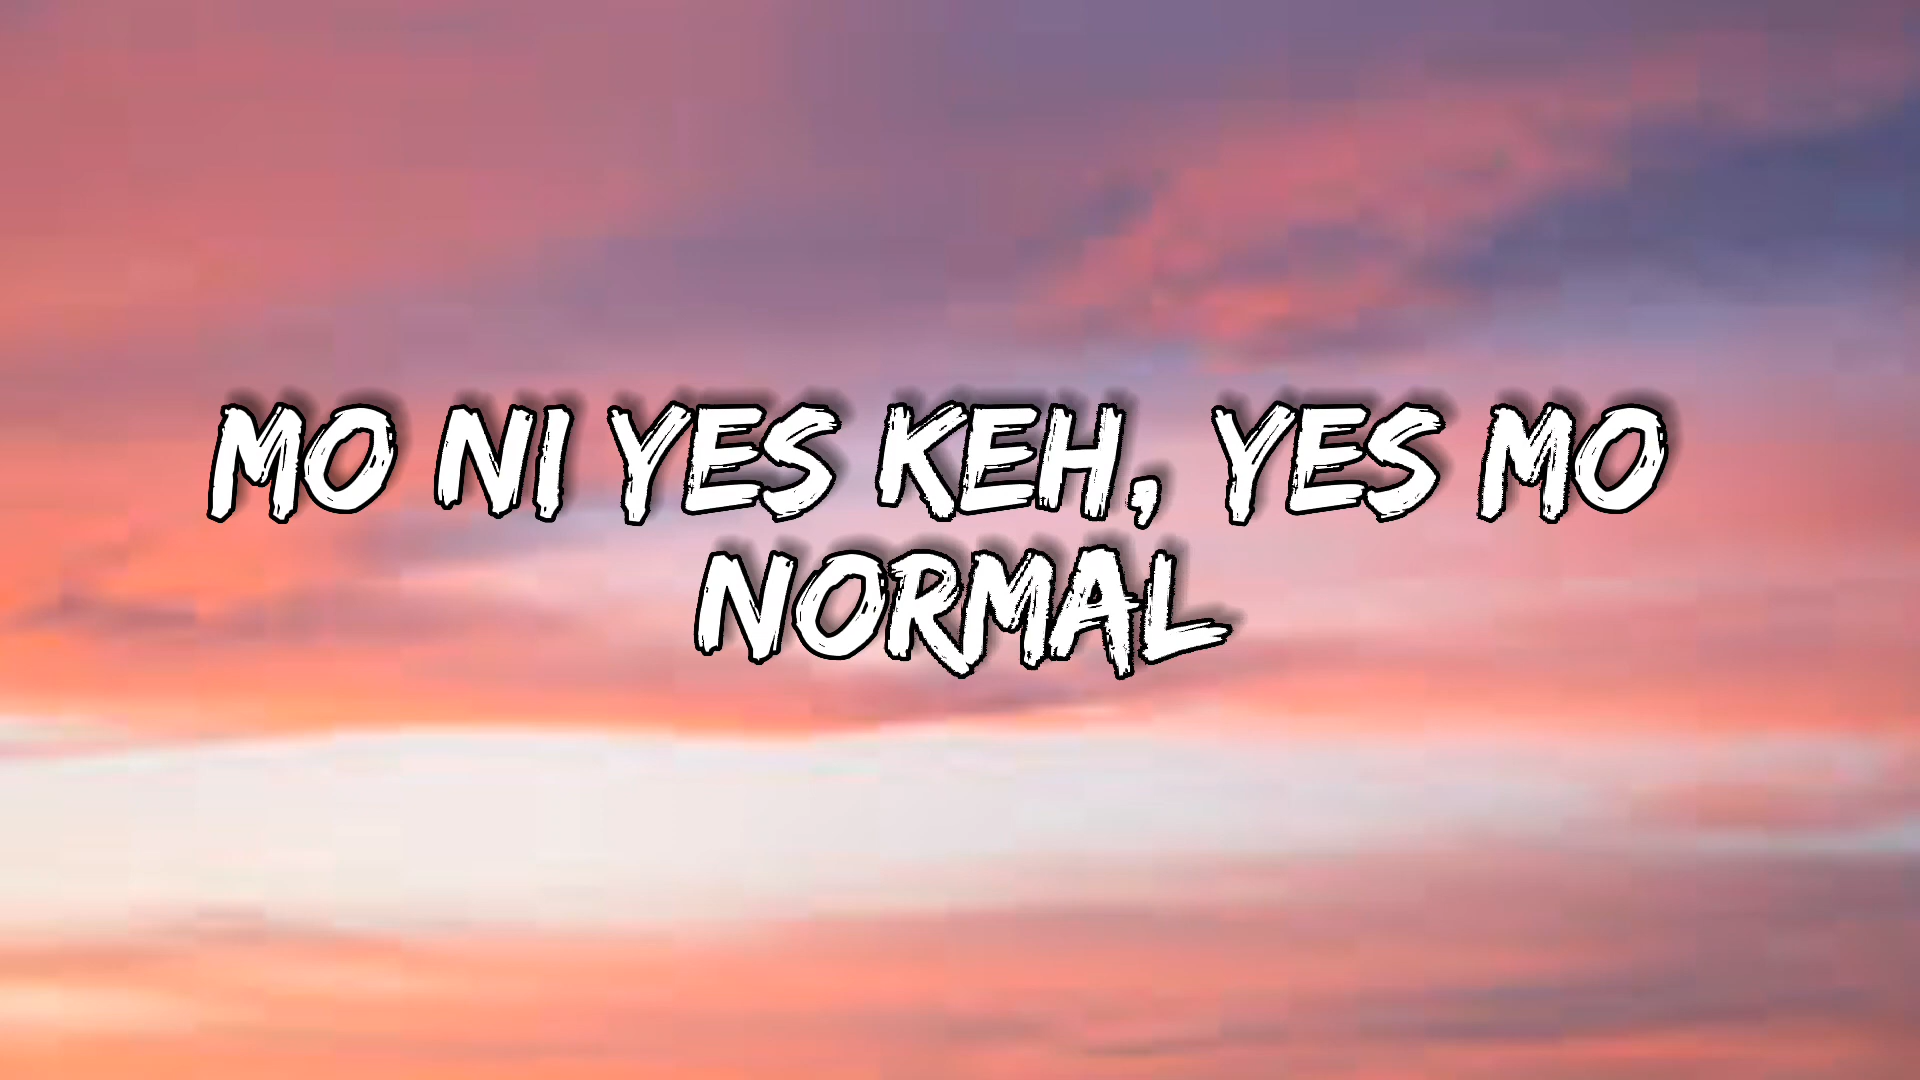 MO NI YES KEH, YES MO
NORMAL